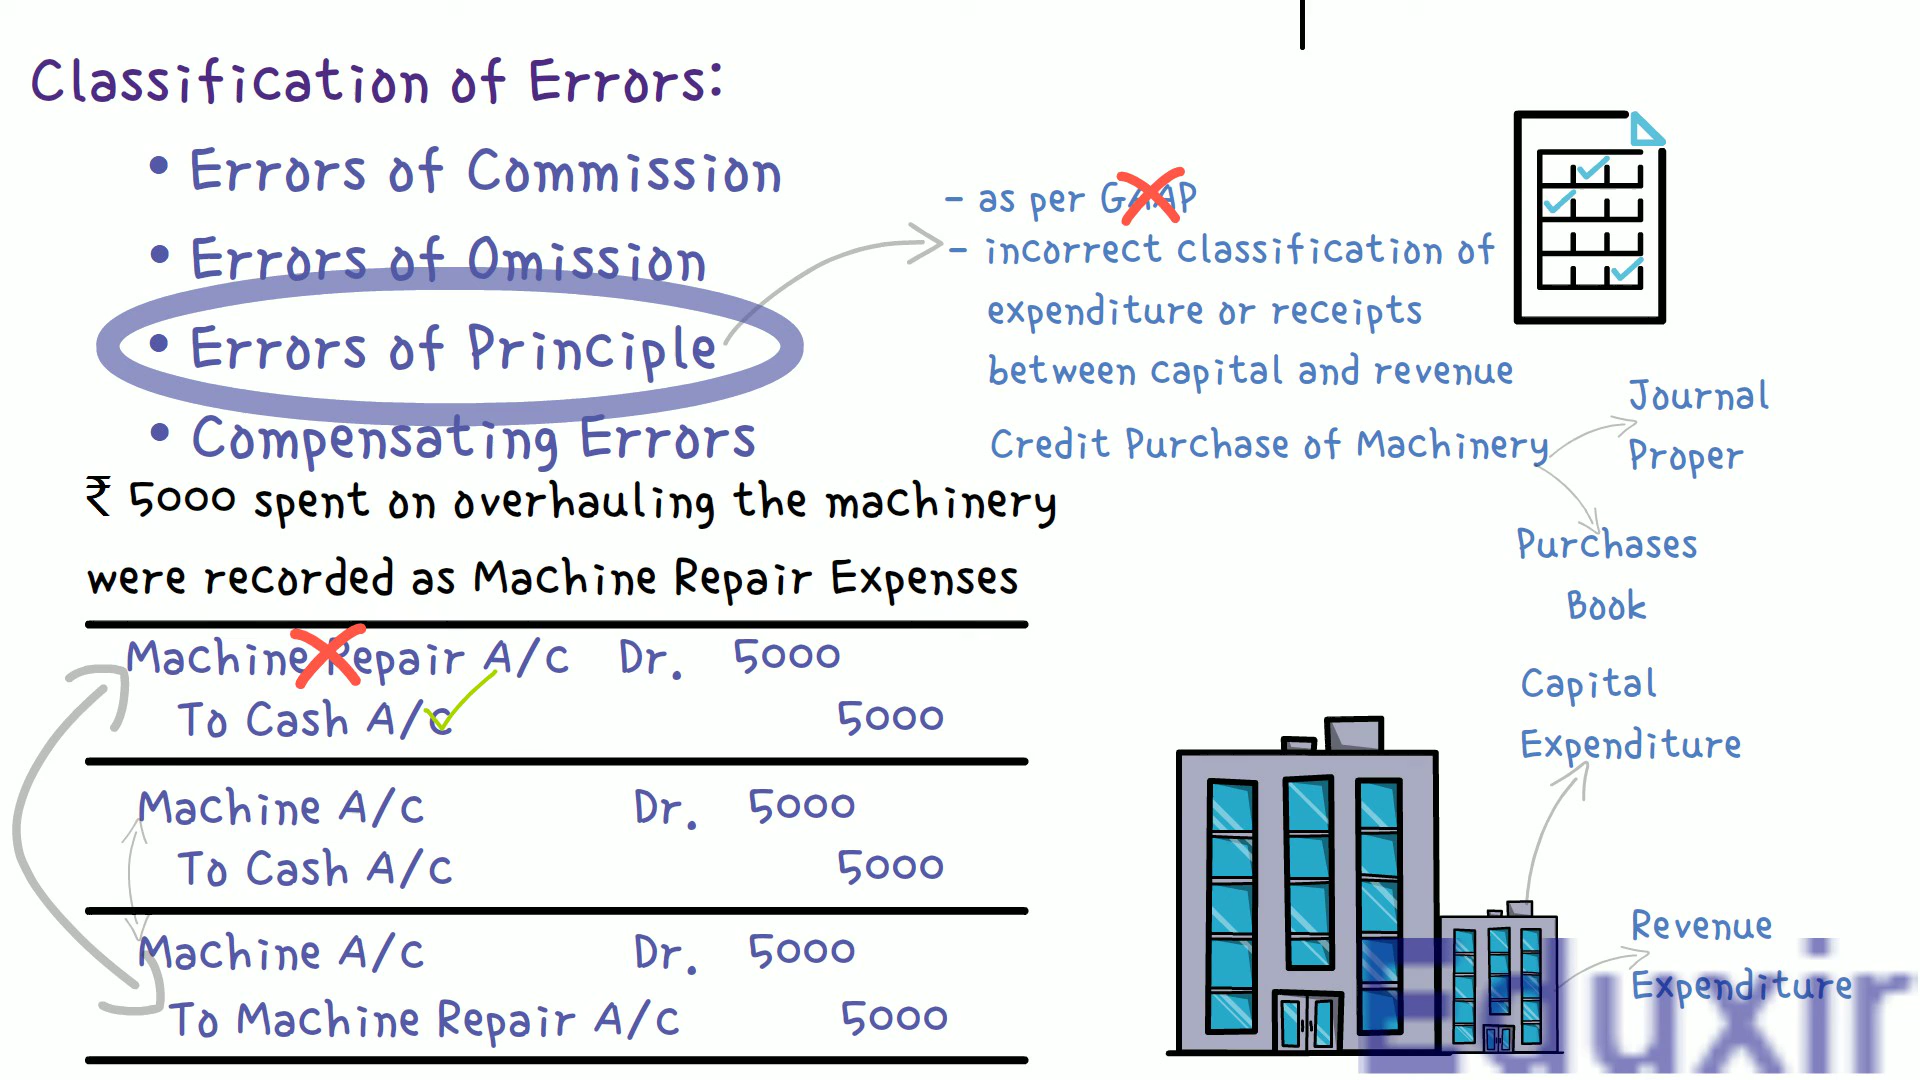 Classification of Errors:
• Errors of Commission
• Errors of Omission
• Errors of Principle
• Compensating Errors
- as per GAAP
- incorrect classification of
expenditure or receipts
between capital and revenue
Credit Purchase of Machinery
Journal
Proper
Purchases
Book
Capital
Expenditure
Revenue
Expenditure
₹ 5000 spent on overhauling the machinery
were recorded as Machine Repair Expenses
Machine Repair A/c Dr. 5000
To Cash A/c 5000
Machine A/c Dr. 5000
To Cash A/c 5000
Machine A/c Dr. 5000
To Machine Repair A/c 5000